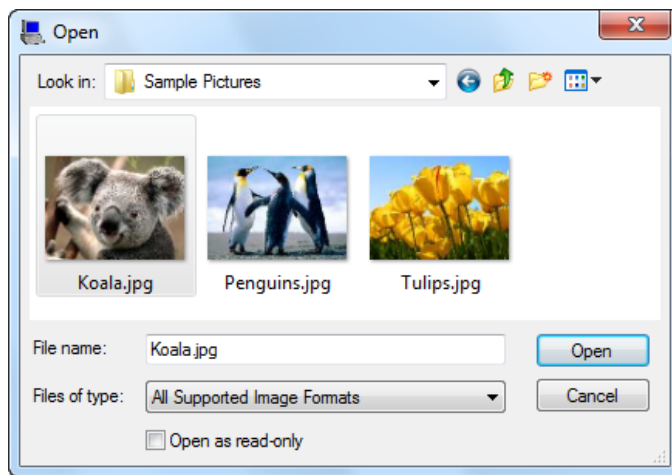 Open
Look in: Sample Pictures
Koala.jpg Penguins.jpg Tulips.jpg
File name: Koala.jpg Open
Files of type: All Supported Image Formats Cancel
Open as read-only